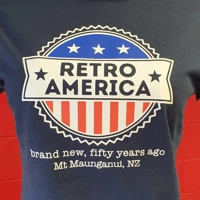 RETRO
AMERICA
brand new, fifty years ago
Mt Maunganui, NZ